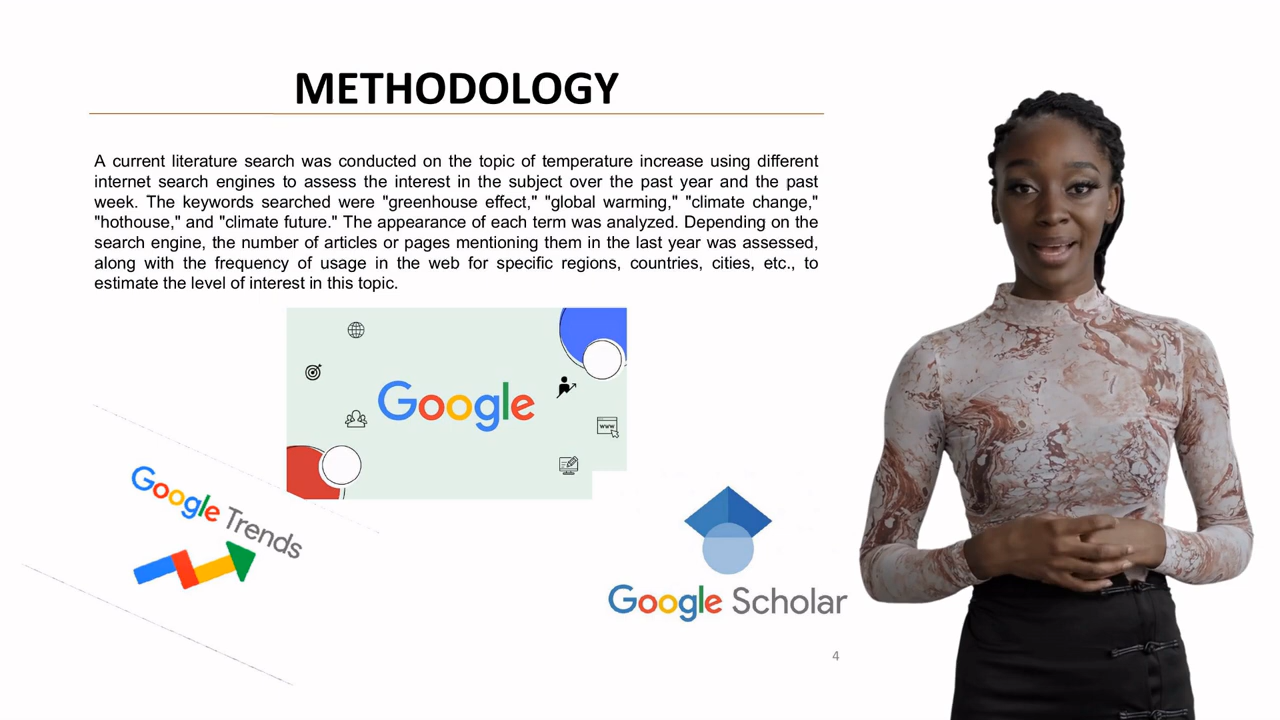 METHODOLOGY
A current literature search was conducted on the topic of temperature increase using different
internet search engines to assess the interest in the subject over the past year and the past
week. The keywords searched were "greenhouse effect," "global warming," "climate change,"
"hothouse," and "climate future." The appearance of each term was analyzed. Depending on the
search engine, the number of articles or pages mentioning them in the last year was assessed,
along with the frequency of usage in the web for specific regions, countries, cities, etc., to
estimate the level of interest in this topic.
Google
www
Google Trends
Google Scholar
4